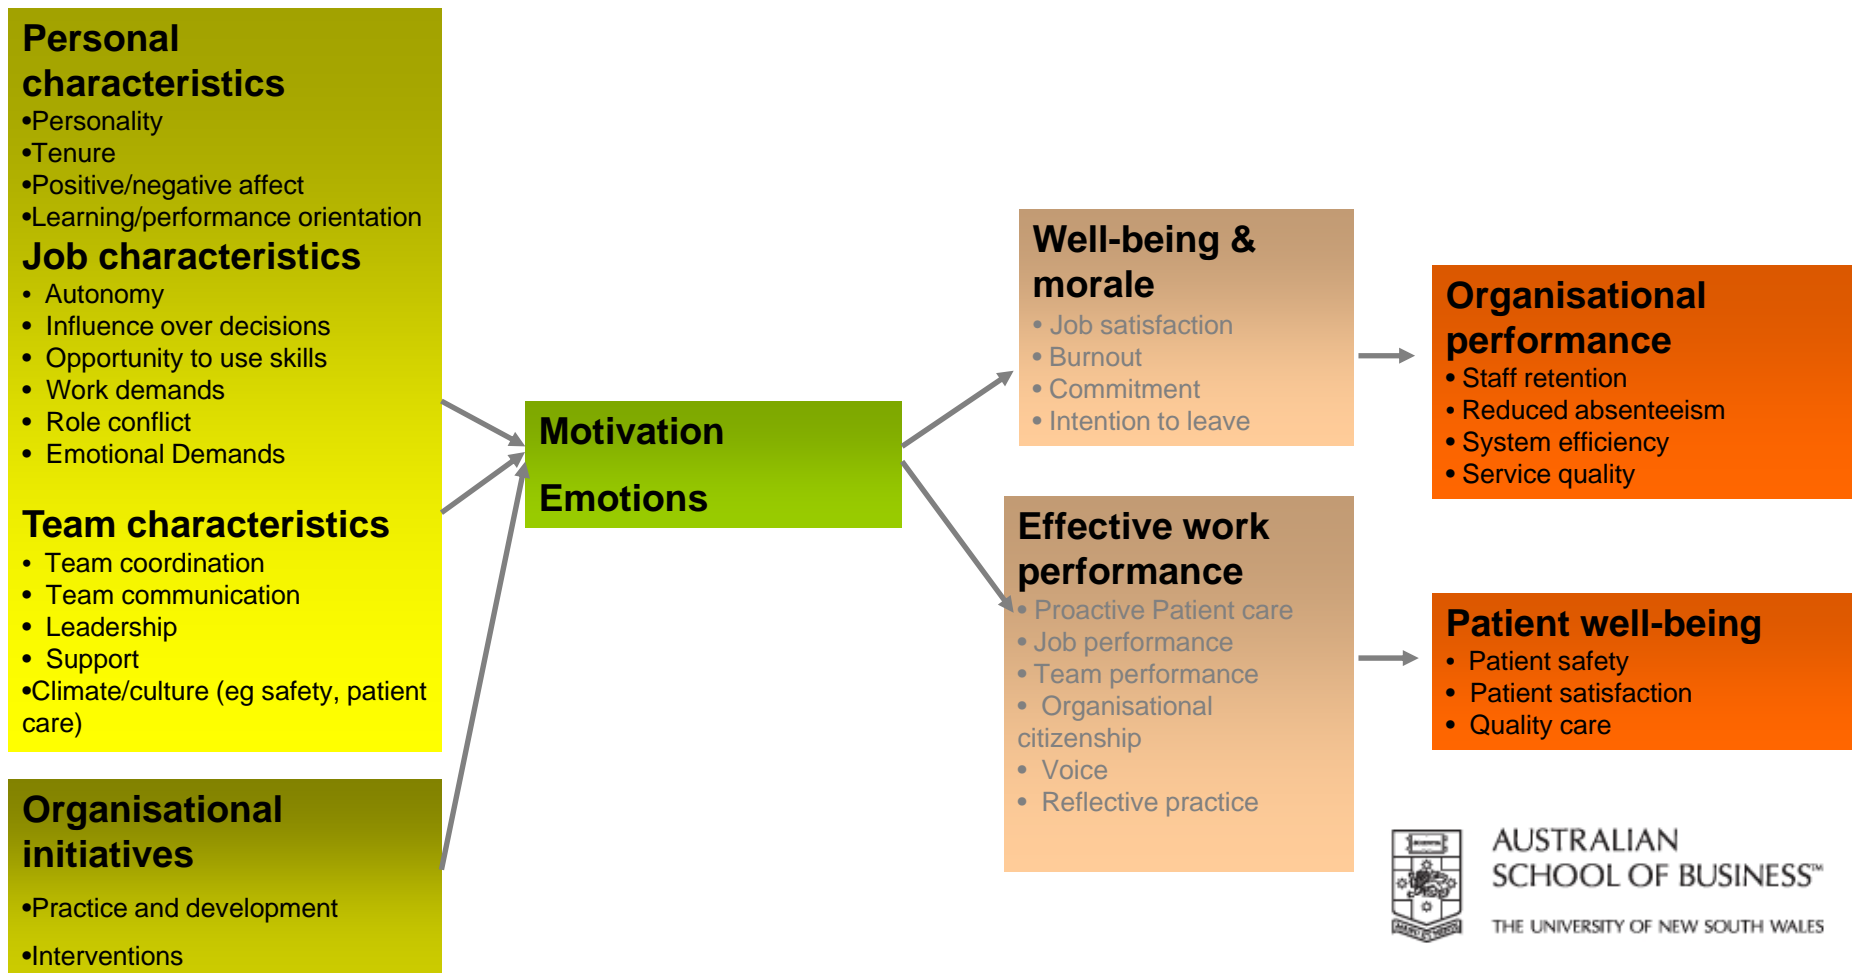 Personal
characteristics
•Personality
•Tenure
•Positive/negative affect
•Learning/performance orientation
Job characteristics
• Autonomy
• Influence over decisions
• Opportunity to use skills
• Work demands
• Role conflict
• Emotional Demands
Team characteristics
• Team coordination
• Team communication
• Leadership
• Support
•Climate/culture (eg safety, patient
care)
Organisational
initiatives
•Practice and development
•Interventions
Motivation
Emotions
Well-being &
morale
• Job satisfaction
• Burnout
• Commitment
• Intention to leave
Effective work
performance
• Proactive Patient care
• Job performance
• Team performance
• Organisational
citizenship
• Voice
• Reflective practice
Organisational
performance
• Staff retention
• Reduced absenteeism
• System efficiency
• Service quality
Patient well-being
• Patient safety
• Patient satisfaction
• Quality care
AUSTRALIAN
SCHOOL OF BUSINESS™
THE UNIVERSITY OF NEW SOUTH WALES